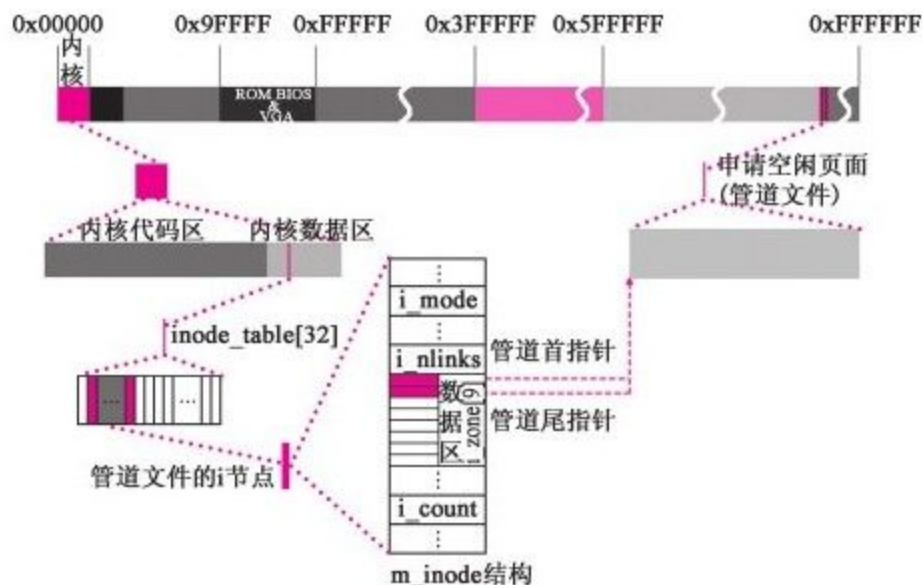 0x00000 0x9FFFF 0xFFFFF 0x3FFFFF 0x5FFFFF 0xFFFFFF
内
核
ROM BIOS
&
VGA
申请空闲页面
(管道文件)
内核代码区 内核数据区
⋮
i_mode
⋮
inode_table[32]
i_nlinks
管道首指针
数
据
区
i_zone[9]
管道尾指针
... ...
管道文件的i节点
⋮
i_count
⋮
m_inode结构